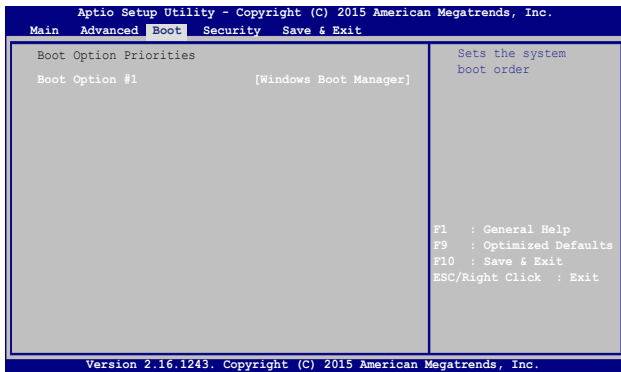 Aptio Setup Utility - Copyright (C) 2015 American Megatrends, Inc.
Main Advanced Boot Security Save & Exit
Boot Option Priorities
Boot Option #1 [Windows Boot Manager]
Sets the system
boot order
F1 : General Help
F9 : Optimized Defaults
F10 : Save & Exit
ESC/Right Click : Exit
Version 2.16.1243. Copyright (C) 2015 American Megatrends, Inc.